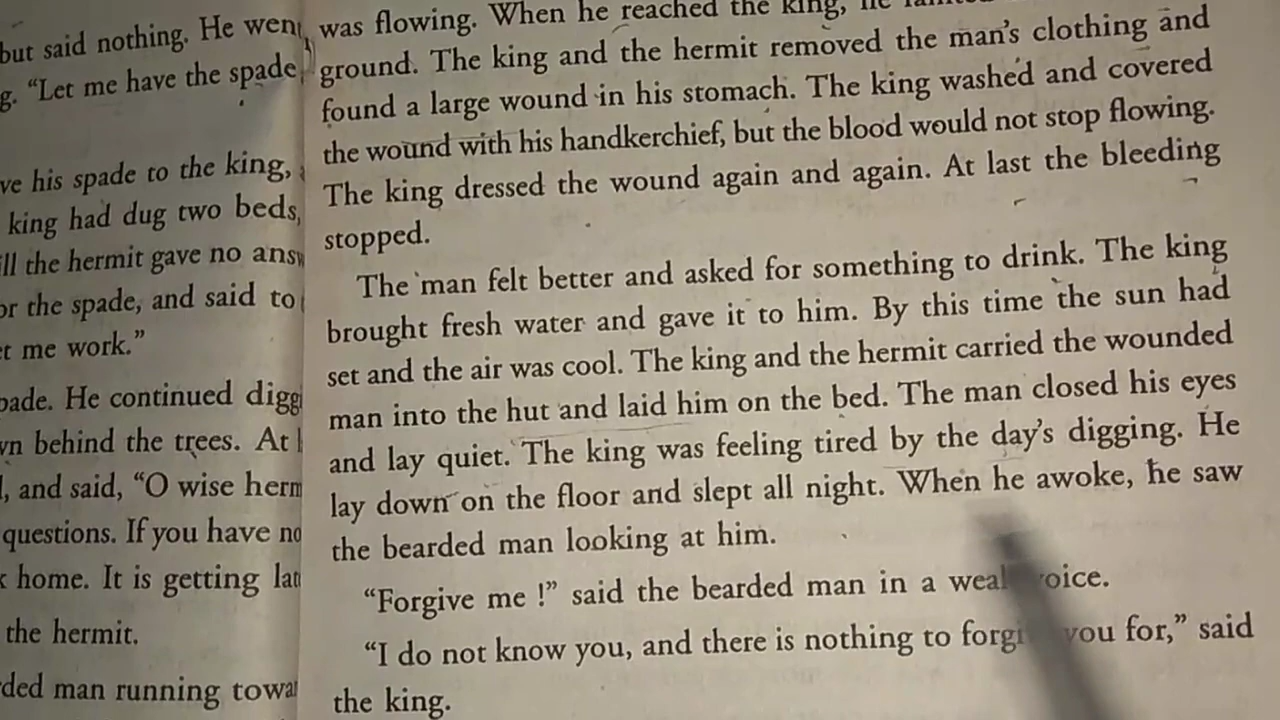 but said nothing. He went
g. “Let me have the spade
ve his spade to the king,
king had dug two beds,
ill the hermit gave no
or the spade, and said to
et me work.”
pade. He continued
wn behind the trees. At
, and said, “O wise
questions. If you have
home. It is getting
the hermit.
ded man running
was flowing. When he reached the king, he
ground. The king and the hermit removed the man’s clothing and
found a large wound in his stomach. The king washed and covered
the wound with his handkerchief, but the blood would not stop flowing.
The king dressed the wound again and again. At last the bleeding
stopped.
The man felt better and asked for something to drink. The king
brought fresh water and gave it to him. By this time the sun had
set and the air was cool. The king and the hermit carried the wounded
man into the hut and laid him on the bed. The man closed his eyes
and lay quiet. The king was feeling tired by the day’s digging. He
lay down on the floor and slept all night. When he awoke, he saw
the bearded man looking at him.
“Forgive me !” said the bearded man in a weak voice.
“I do not know you, and there is nothing to forgive you for,” said
the king.